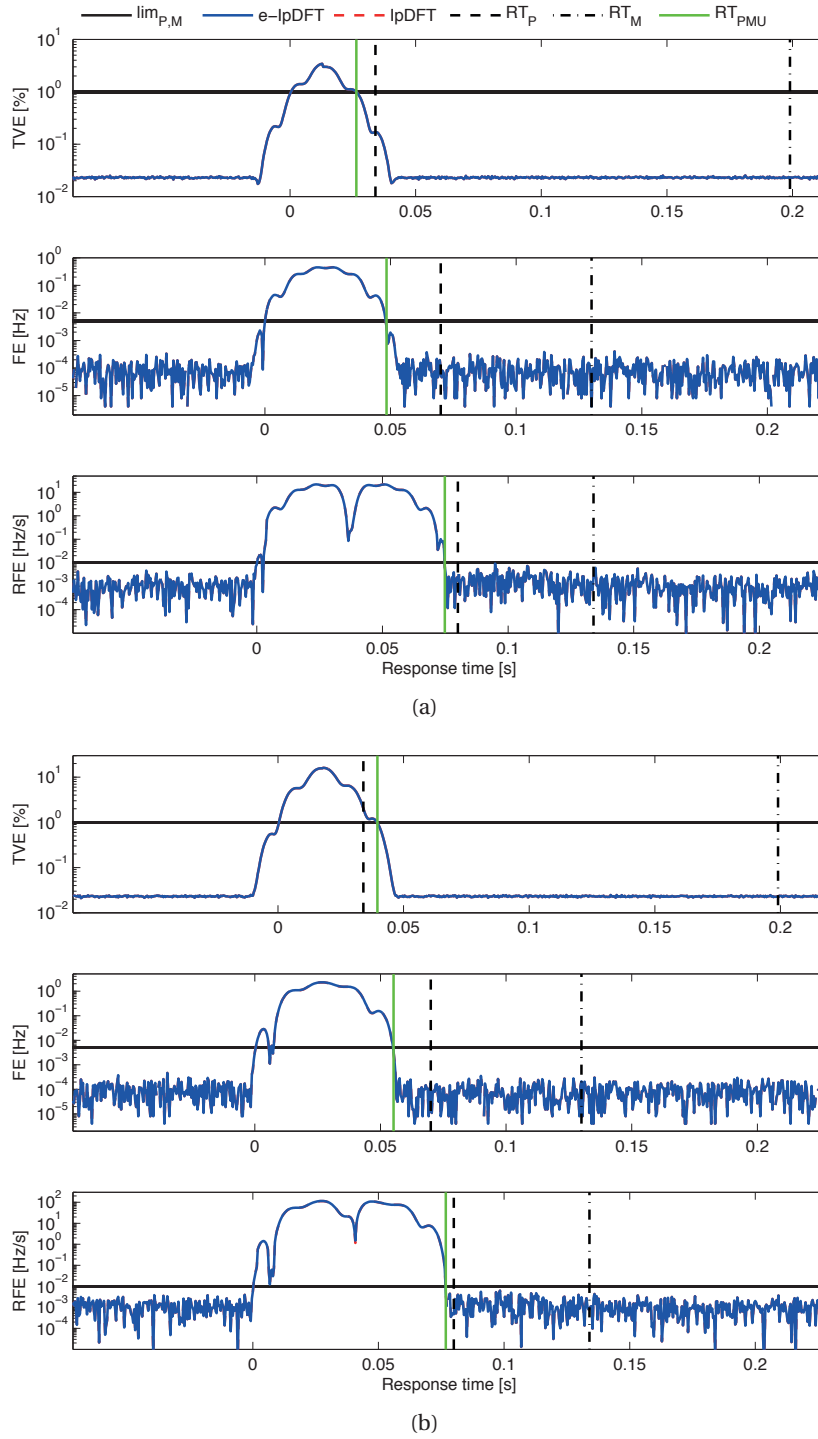 lim_P,M e-IpDFT IpDFT RT_P RT_M RT_PMU
TVE [%]
10^1
10^0
10^-1
10^-2
0 0.05 0.1 0.15 0.2
FE [Hz]
10^0
10^-1
10^-2
10^-3
10^-4
10^-5
0 0.05 0.1 0.15 0.2
RFE [Hz/s]
10^1
10^0
10^-1
10^-2
10^-3
10^-4
0 0.05 0.1 0.15 0.2
Response time [s]
(a)
TVE [%]
10^1
10^0
10^-1
10^-2
0 0.05 0.1 0.15 0.2
FE [Hz]
10^0
10^-1
10^-2
10^-3
10^-4
10^-5
0 0.05 0.1 0.15 0.2
RFE [Hz/s]
10^2
10^1
10^0
10^-1
10^-2
10^-3
10^-4
0 0.05 0.1 0.15 0.2
Response time [s]
(b)